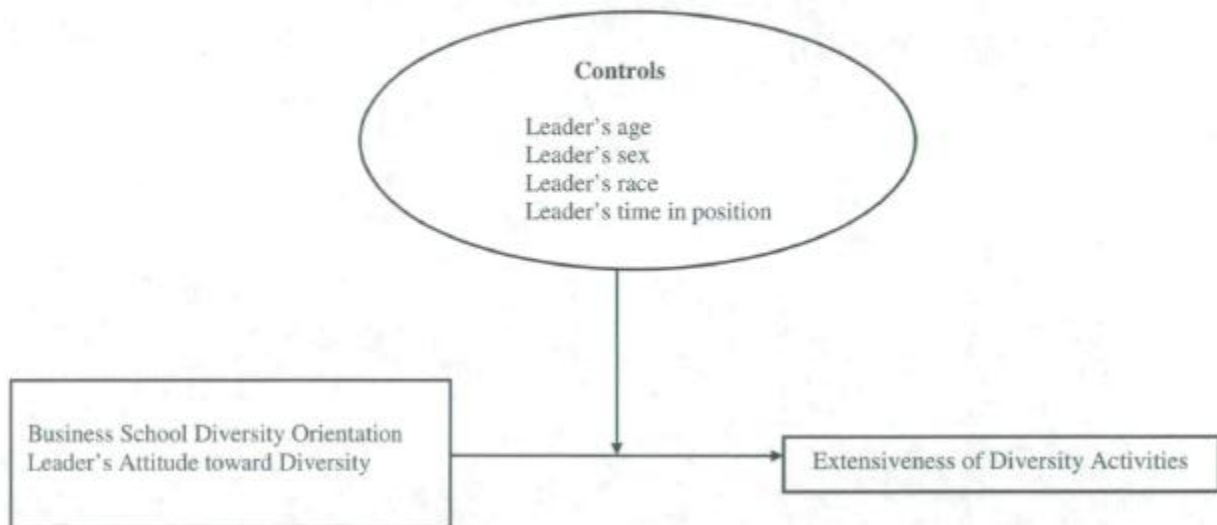 Controls
Leader's age
Leader's sex
Leader's race
Leader's time in position
Business School Diversity Orientation
Leader's Attitude toward Diversity
Extensiveness of Diversity Activities